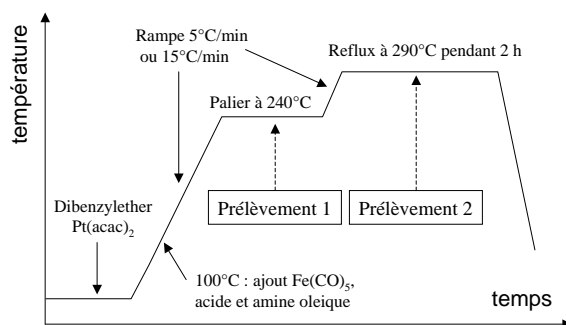 température
Rampe 5°C/min
ou 15°C/min
Reflux à 290°C pendant 2 h
Palier à 240°C
Dibenzylether
Pt(acac)₂
Prélèvement 1
Prélèvement 2
100°C : ajout Fe(CO)₅,
acide et amine oleique
temps